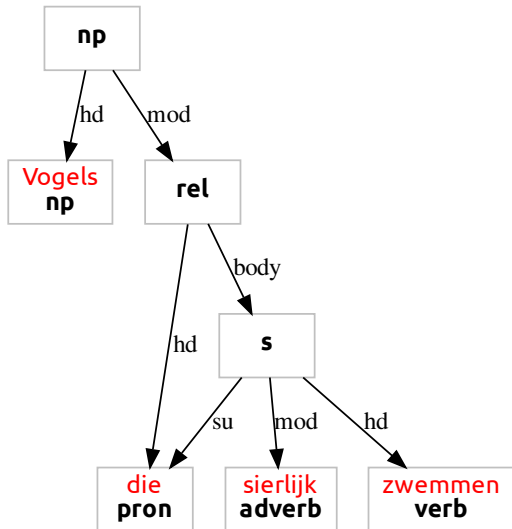 np
hd
mod
Vogels
np
rel
body
hd
s
su
mod
hd
die
pron
sierlijk
adverb
zwemmen
verb